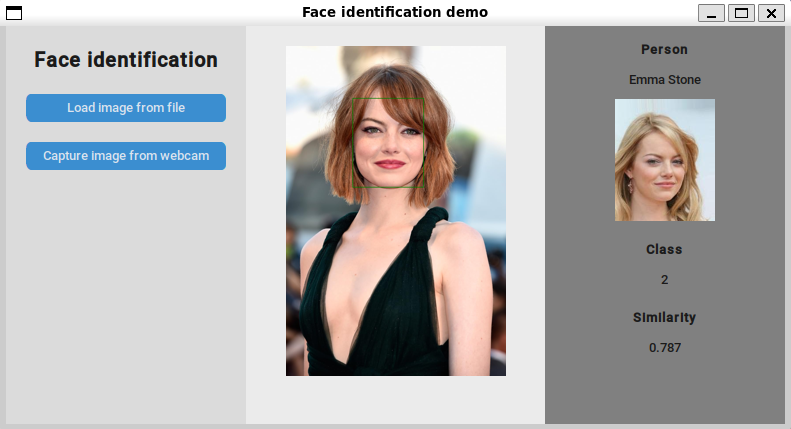 Face identification demo
Face identification
Load image from file
Capture image from webcam
Person
Emma Stone
Class
2
Similarity
0.787